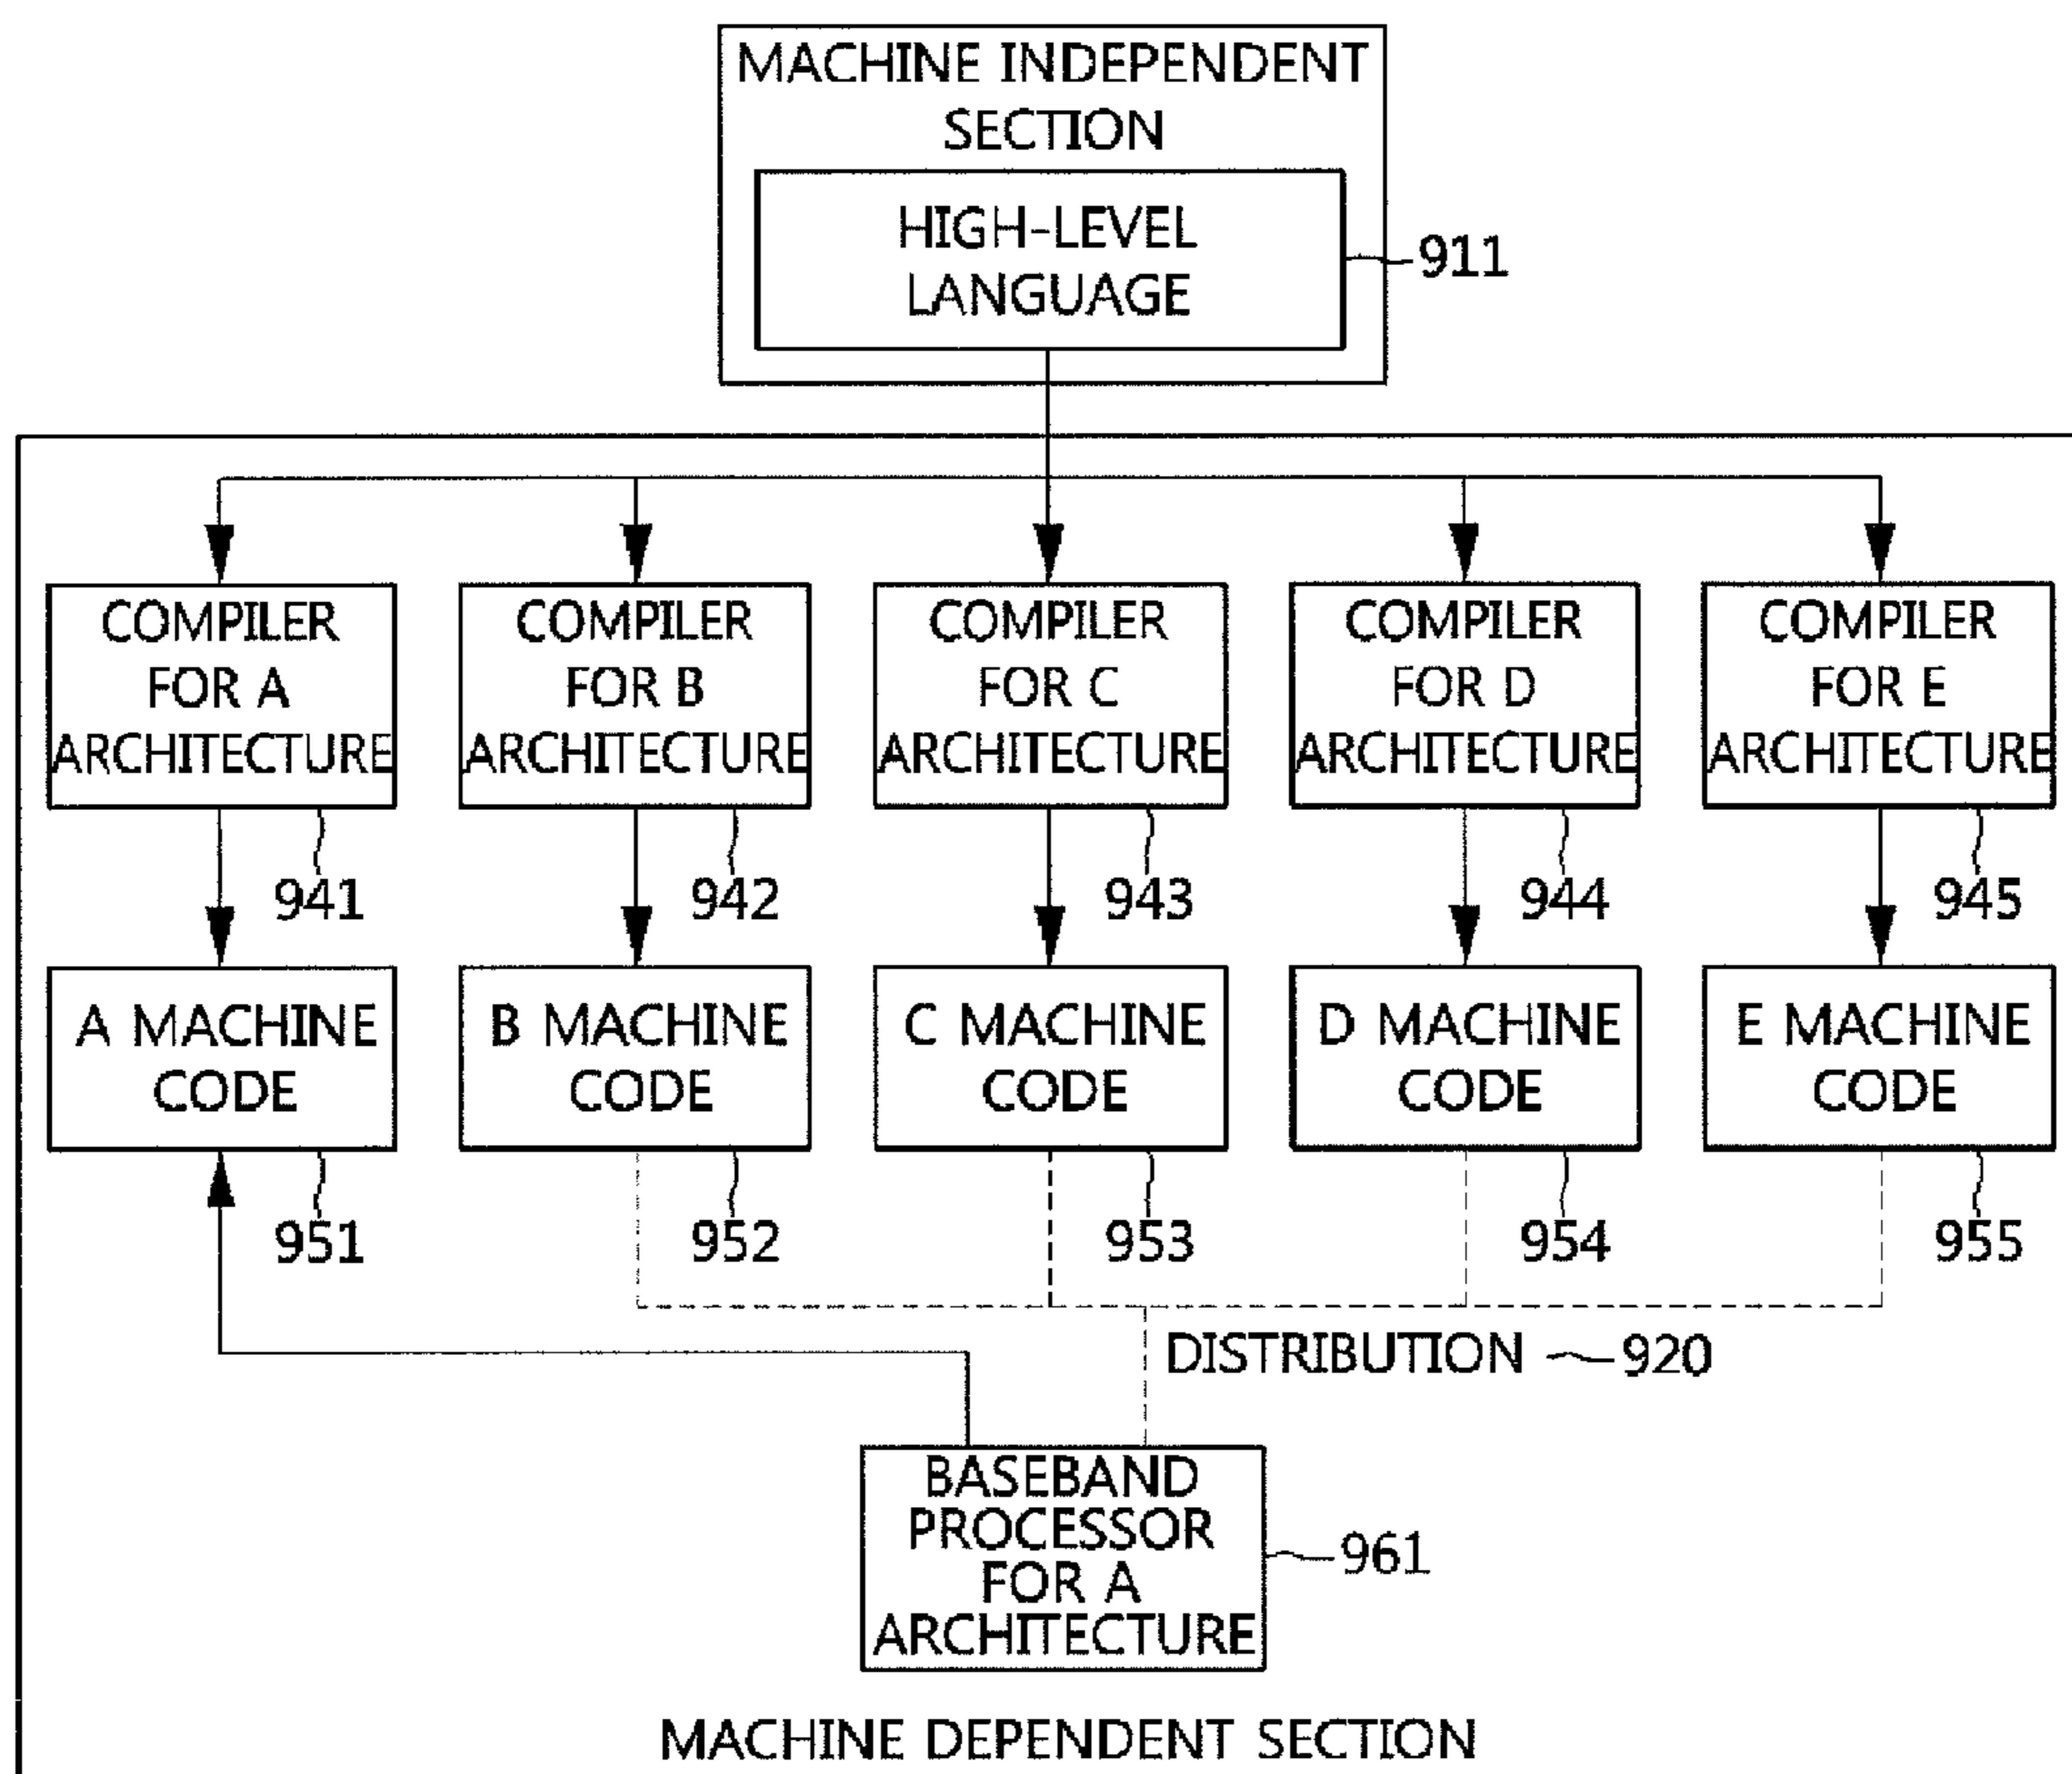 MACHINE INDEPENDENT
SECTION
HIGH-LEVEL
LANGUAGE
911
COMPILER
FOR A
ARCHITECTURE
COMPILER
FOR B
ARCHITECTURE
COMPILER
FOR C
ARCHITECTURE
COMPILER
FOR D
ARCHITECTURE
COMPILER
FOR E
ARCHITECTURE
941
942
943
944
945
A MACHINE
CODE
B MACHINE
CODE
C MACHINE
CODE
D MACHINE
CODE
E MACHINE
CODE
951
952
953
954
955
DISTRIBUTION
920
BASEBAND
PROCESSOR
FOR A
ARCHITECTURE
961
MACHINE DEPENDENT SECTION